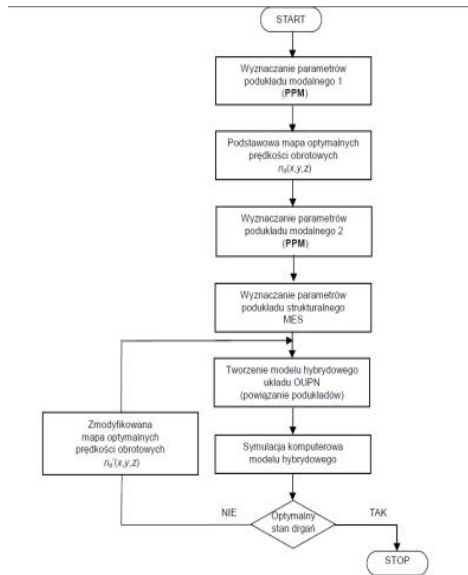 START
Wyznaczanie parametrów
podukładu modalnego 1
(PPM)
Podstawowa mapa optymalnych
prędkości obrotowych
nα(x,y,z)
Wyznaczanie parametrów
podukładu modalnego 2
(PPM)
Wyznaczanie parametrów
podukładu strukturalnego
MES
Tworzenie modelu hybrydowego
układu OUPN
(powiązanie podukładów)
Zmodyfikowana
mapa optymalnych
prędkości obrotowych
nα'(x,y,z)
Symulacja komputerowa
modelu hybrydowego
NIE
Optymalny
stan drgań
TAK
STOP